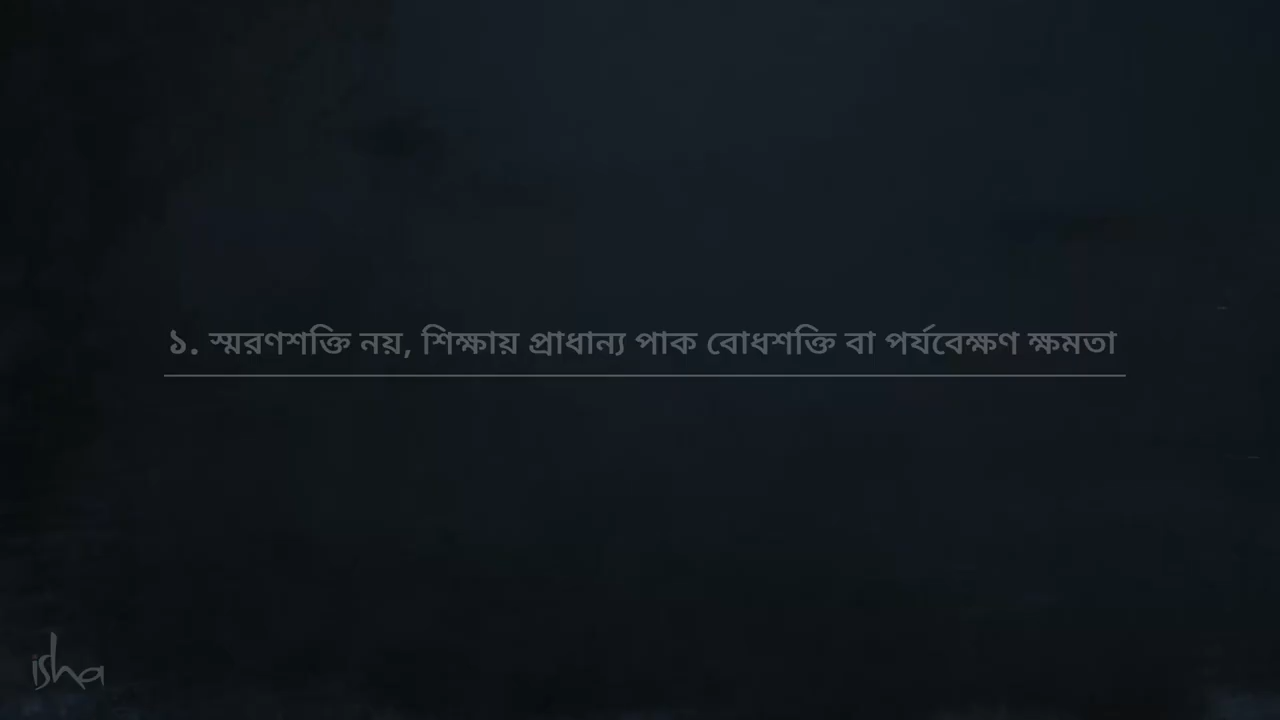 ১. স্মরণশক্তি নয়, শিক্ষায় প্রাধান্য পাক বোধশক্তি বা পর্যবেক্ষণ ক্ষমতা
isha